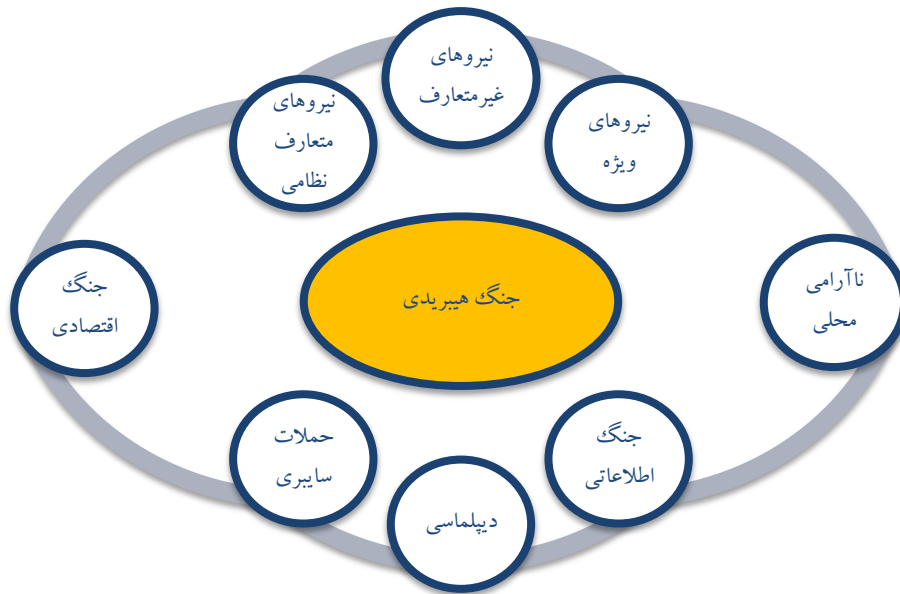 نیروهای
غیرمتعارف
نیروهای
ویژه
نیروهای
متعارف
نظامی
ناآرامی
محلی
جنگ هیبریدی
جنگ
اقتصادی
جنگ
اطلاعاتی
حملات
سایبری
دیپلماسی